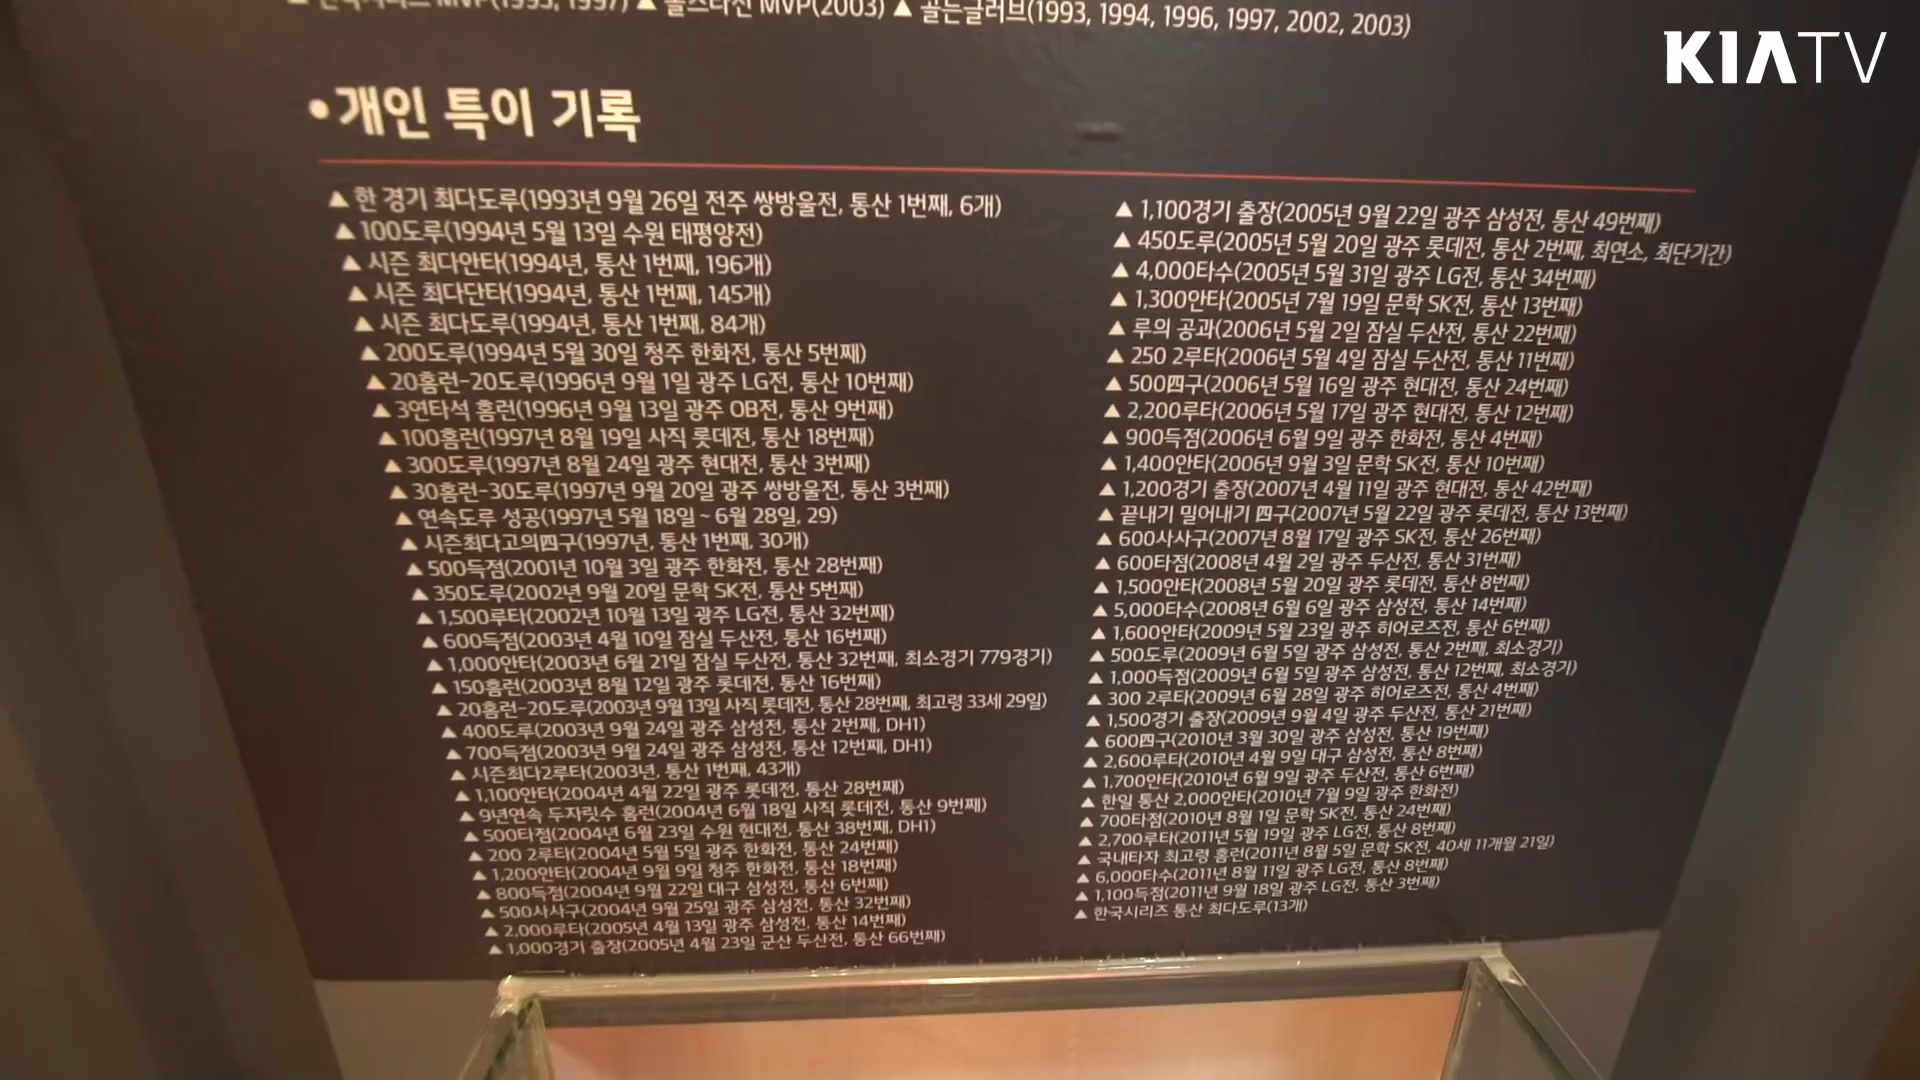 MVP(1995, 1997) ▲ 올스타전 MVP(2003) ▲ 골든글러브(1993, 1994, 1996, 1997, 2002, 2003)
KIATV
•개인 특이 기록
▲ 한 경기 최다도루(1993년 9월 26일 전주 쌍방울전, 통산 1번째, 6개)
▲ 100도루(1994년 5월 13일 수원 태평양전)
▲ 시즌 최다안타(1994년, 통산 1번째, 196개)
▲ 시즌 최다단타(1994년, 통산 1번째, 145개)
▲ 시즌 최다도루(1994년, 통산 1번째, 84개)
▲ 200도루(1994년 5월 30일 청주 한화전, 통산 5번째)
▲ 20홈런-20도루(1996년 9월 1일 광주 LG전, 통산 10번째)
▲ 3연타석 홈런(1996년 9월 13일 광주 OB전, 통산 9번째)
▲ 100홈런(1997년 8월 19일 사직 롯데전, 통산 18번째)
▲ 300도루(1997년 8월 24일 광주 현대전, 통산 3번째)
▲ 30홈런-30도루(1997년 9월 20일 광주 쌍방울전, 통산 3번째)
▲ 연속도루 성공(1997년 5월 18일 ~ 6월 28일, 29)
▲ 시즌최다고의四구(1997년, 통산 1번째, 30개)
▲ 500득점(2001년 10월 3일 광주 한화전, 통산 28번째)
▲ 350도루(2002년 9월 20일 문학 SK전, 통산 5번째)
▲ 1,500루타(2002년 10월 13일 광주 LG전, 통산 32번째)
▲ 600득점(2003년 4월 10일 잠실 두산전, 통산 16번째)
▲ 1,000안타(2003년 6월 21일 잠실 두산전, 통산 32번째, 최소경기 779경기)
▲ 150홈런(2003년 8월 12일 광주 롯데전, 통산 16번째)
▲ 20홈런-20도루(2003년 9월 13일 사직 롯데전, 통산 28번째, 최고령 33세 29일)
▲ 400도루(2003년 9월 24일 광주 삼성전, 통산 2번째, DH1)
▲ 700득점(2003년 9월 24일 광주 삼성전, 통산 12번째, DH1)
▲ 시즌최다2루타(2003년, 통산 1번째, 43개)
▲ 1,100안타(2004년 4월 22일 광주 롯데전, 통산 28번째)
▲ 9년연속 두자릿수 홈런(2004년 6월 18일 사직 롯데전, 통산 9번째)
▲ 500타점(2004년 6월 23일 수원 현대전, 통산 38번째, DH1)
▲ 200 2루타(2004년 5월 5일 광주 한화전, 통산 24번째)
▲ 1,200안타(2004년 9월 9일 청주 한화전, 통산 18번째)
▲ 800득점(2004년 9월 22일 대구 삼성전, 통산 6번째)
▲ 500사사구(2004년 9월 25일 광주 삼성전, 통산 32번째)
▲ 2,000루타(2005년 4월 13일 광주 삼성전, 통산 14번째)
▲ 1,000경기 출장(2005년 4월 23일 군산 두산전, 통산 66번째)
▲ 1,100경기 출장(2005년 9월 22일 광주 삼성전, 통산 49번째)
▲ 450도루(2005년 5월 20일 광주 롯데전, 통산 2번째, 최연소, 최단기간)
▲ 4,000타수(2005년 5월 31일 광주 LG전, 통산 34번째)
▲ 1,300안타(2005년 7월 19일 문학 SK전, 통산 13번째)
▲ 루의 공과(2006년 5월 2일 잠실 두산전, 통산 22번째)
▲ 250 2루타(2006년 5월 4일 잠실 두산전, 통산 11번째)
▲ 500四구(2006년 5월 16일 광주 현대전, 통산 24번째)
▲ 2,200루타(2006년 5월 17일 광주 현대전, 통산 12번째)
▲ 900득점(2006년 6월 9일 광주 한화전, 통산 4번째)
▲ 1,400안타(2006년 9월 3일 문학 SK전, 통산 10번째)
▲ 1,200경기 출장(2007년 4월 11일 광주 현대전, 통산 42번째)
▲ 끝내기 밀어내기 四구(2007년 5월 22일 광주 롯데전, 통산 13번째)
▲ 600사사구(2007년 8월 17일 광주 SK전, 통산 26번째)
▲ 600타점(2008년 4월 2일 광주 두산전, 통산 31번째)
▲ 1,500안타(2008년 5월 20일 광주 롯데전, 통산 8번째)
▲ 5,000타수(2008년 6월 6일 광주 삼성전, 통산 14번째)
▲ 1,600안타(2009년 5월 23일 광주 히어로즈전, 통산 6번째)
▲ 500도루(2009년 6월 5일 광주 삼성전, 통산 2번째, 최소경기)
▲ 1,000득점(2009년 6월 5일 광주 삼성전, 통산 12번째, 최소경기)
▲ 300 2루타(2009년 6월 28일 광주 히어로즈전, 통산 4번째)
▲ 1,500경기 출장(2009년 9월 4일 광주 두산전, 통산 21번째)
▲ 600四구(2010년 3월 30일 광주 삼성전, 통산 19번째)
▲ 2,600루타(2010년 4월 9일 대구 삼성전, 통산 8번째)
▲ 1,700안타(2010년 6월 9일 광주 두산전, 통산 6번째)
▲ 한일 통산 2,000안타(2010년 7월 9일 광주 한화전)
▲ 700타점(2010년 8월 1일 문학 SK전, 통산 24번째)
▲ 2,700루타(2011년 5월 19일 광주 LG전, 통산 8번째)
▲ 국내타자 최고령 홈런(2011년 8월 5일 문학 SK전, 40세 11개월 21일)
▲ 6,000타수(2011년 8월 11일 광주 LG전, 통산 8번째)
▲ 1,100득점(2011년 9월 18일 광주 LG전, 통산 3번째)
▲ 한국시리즈 통산 최다도루(13개)